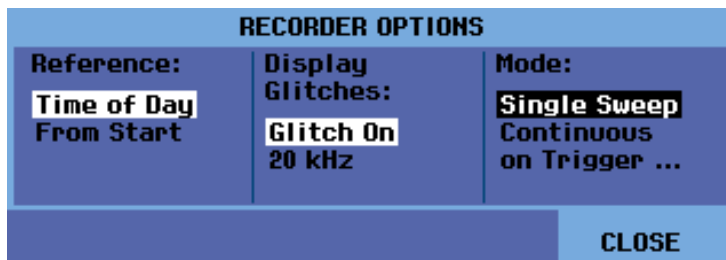 RECORDER OPTIONS
Reference:
Time of Day
From Start
Display
Glitches:
Glitch On
20 kHz
Mode:
Single Sweep
Continuous
on Trigger ...
CLOSE